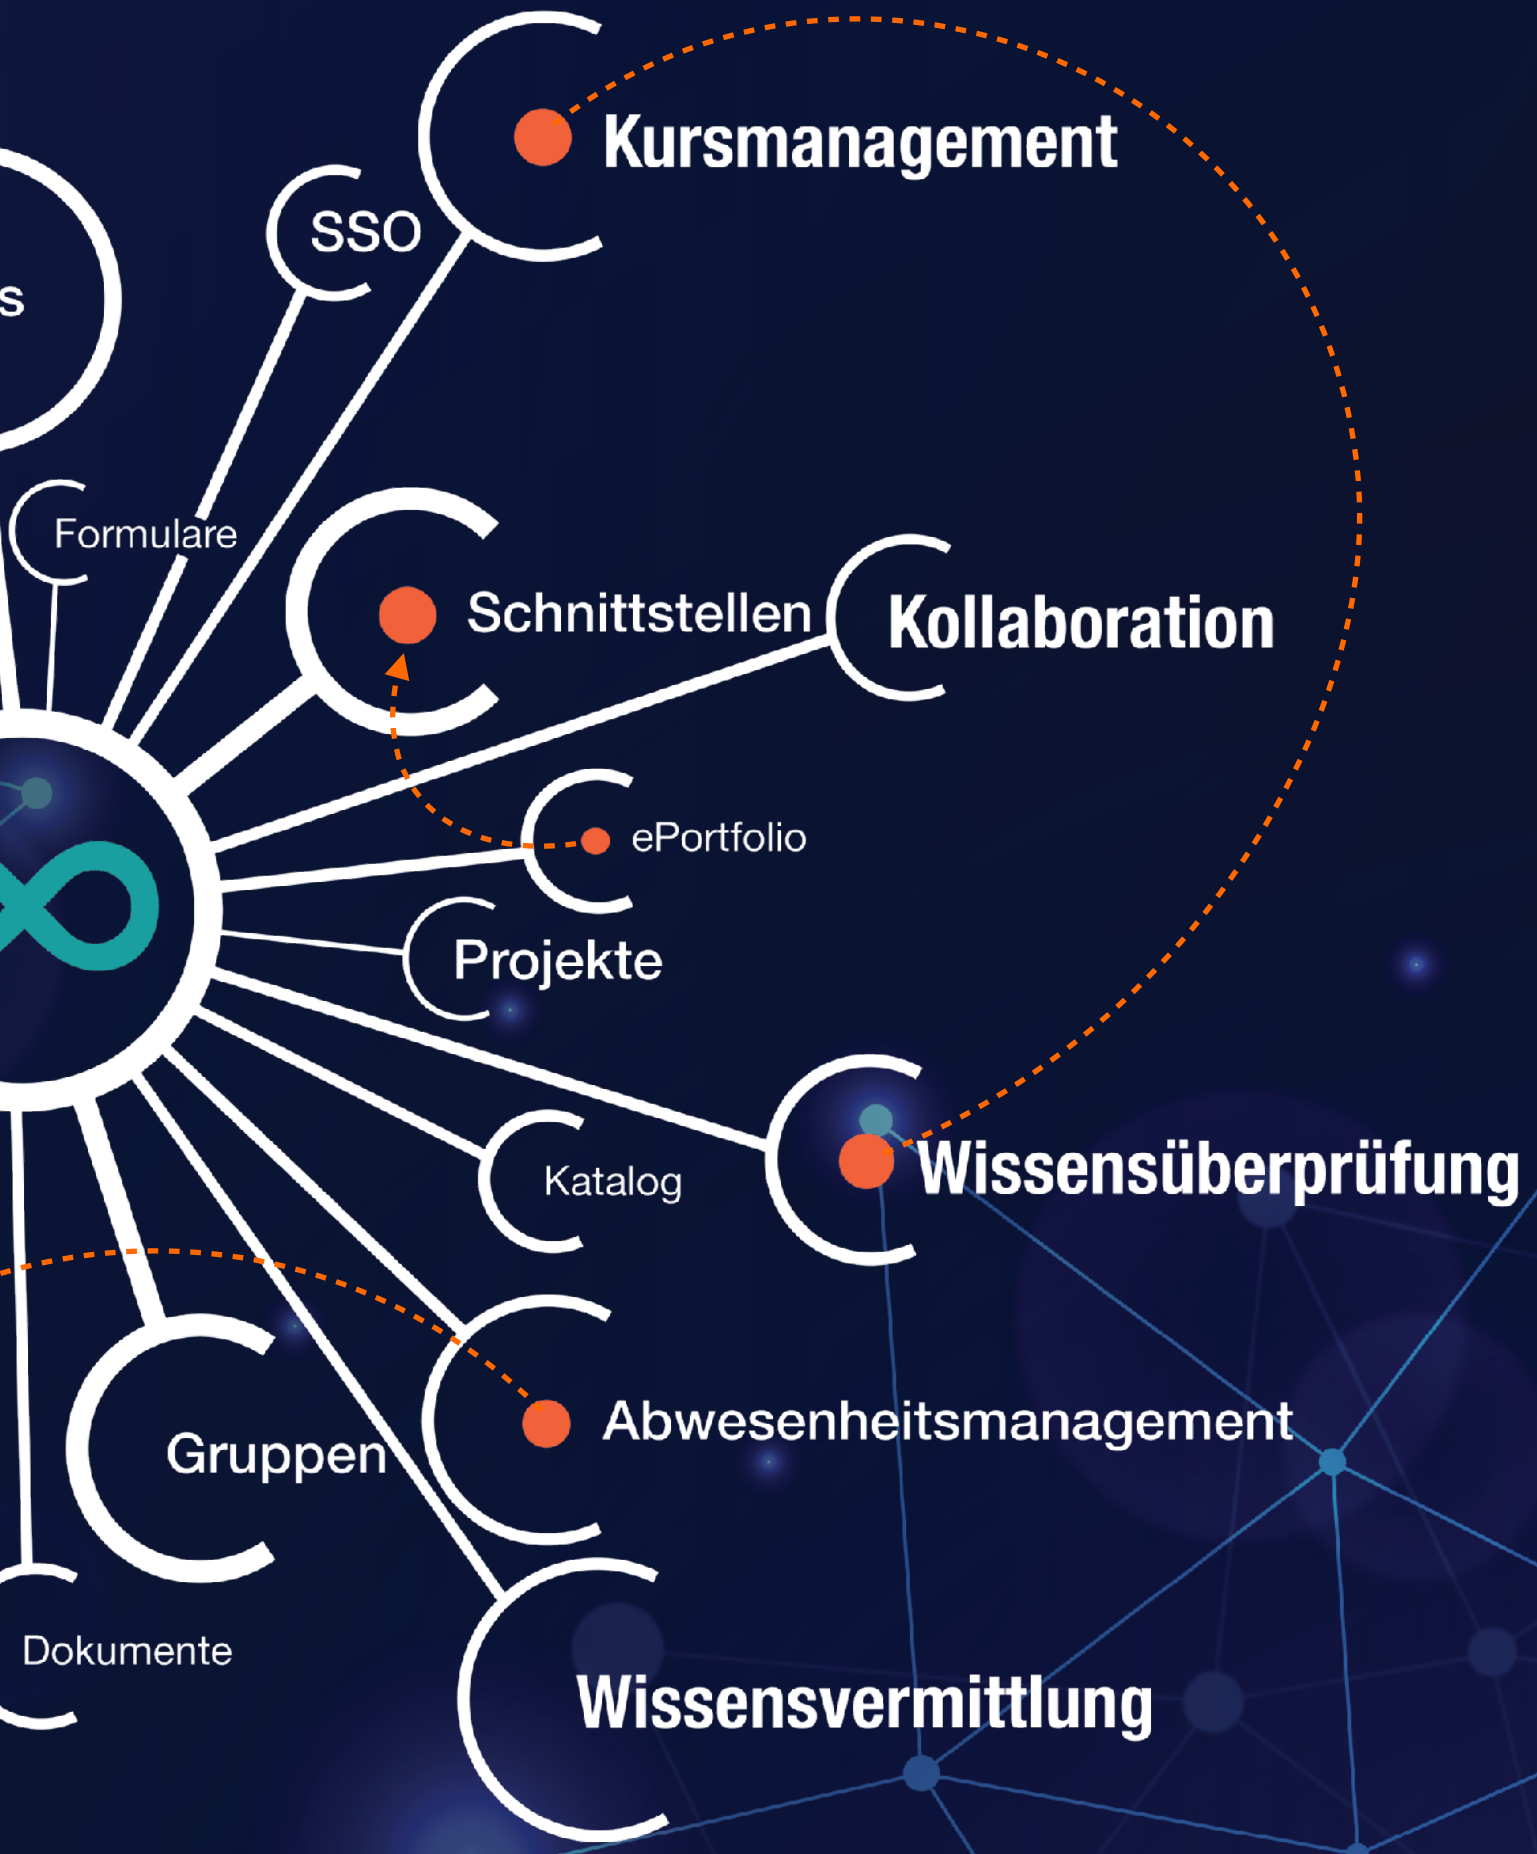 Kursmanagement
SSO
s
Formulare
Schnittstellen
Kollaboration
ePortfolio
Projekte
Wissensüberprüfung
Katalog
Abwesenheitsmanagement
Gruppen
Dokumente
Wissensvermittlung